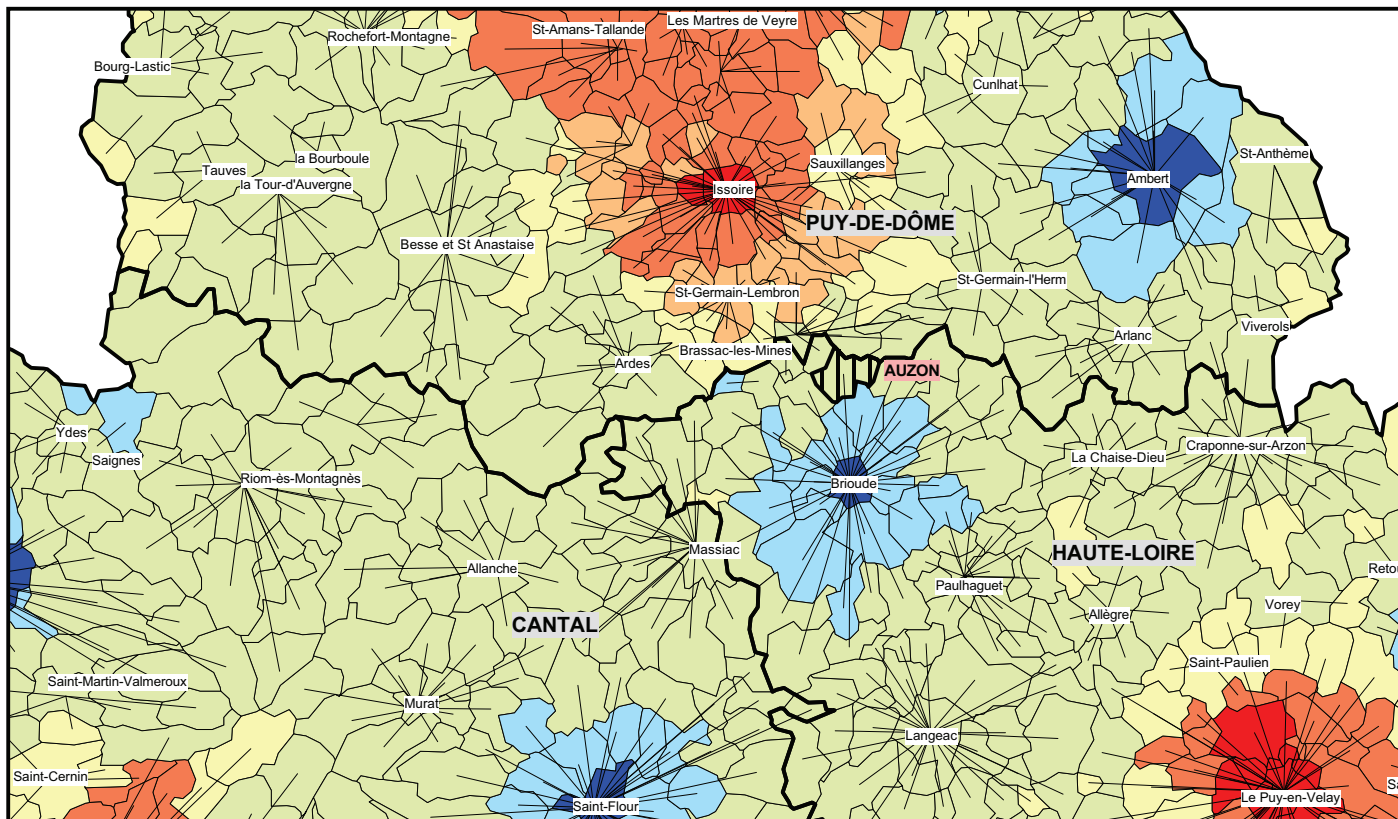 Les Martres de Veyre
St-Amans-Tallande
Rochefort-Montagne
Bourg-Lastic
Cunlhat
la Bourboule
Sauxillanges
St-Anthème
Tauves
la Tour-d'Auvergne
Issoire
Ambert
PUY-DE-DÔME
Besse et St Anastaise
St-Germain-l'Herm
St-Germain-Lembron
Viverols
Arlanc
Brassac-les-Mines
Ardes
AUZON
Ydes
Saignes
La Chaise-Dieu
Craponne-sur-Arzon
Riom-ès-Montagnès
Brioude
Massiac
HAUTE-LOIRE
Allanche
Retou
Paulhaguet
Vorey
Allègre
CANTAL
Saint-Paulien
Saint-Martin-Valmeroux
Murat
Langeac
Saint-Cernin
Sa
Le Puy-en-Velay
Saint-Flour